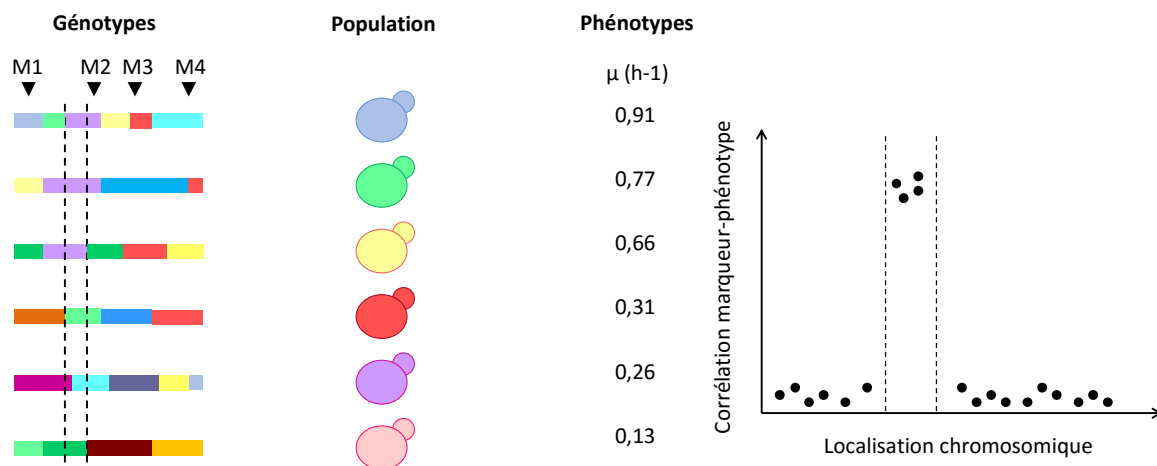 Génotypes
Population
Phénotypes
M1 M2 M3 M4
µ (h-1)
0,91
0,77
0,66
0,31
0,26
0,13
Corrélation marqueur-phénotype
Localisation chromosomique